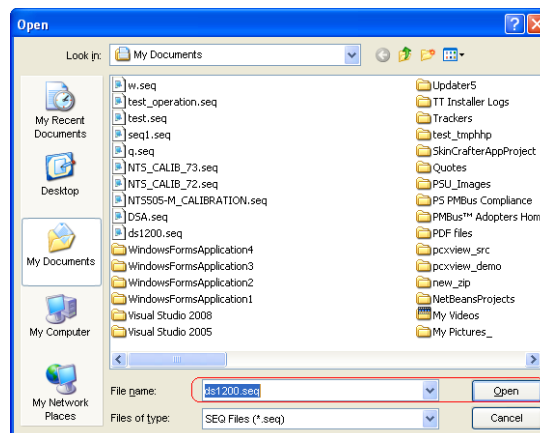 Open
Look in: My Documents
My Recent Documents
Desktop
My Documents
My Computer
My Network Places
w.seq
test_operation.seq
test.seq
seq1.seq
q.seq
NTS_CALIB_73.seq
NTS_CALIB_72.seq
NTS505-M_CALIBRATION.seq
DSA.seq
ds1200.seq
WindowsFormsApplication4
WindowsFormsApplication3
WindowsFormsApplication2
WindowsFormsApplication1
Visual Studio 2008
Visual Studio 2005
Updater5
TT Installer Logs
Trackers
test_tmphhp
SkinCrafterAppProject
Quotes
PSU_Images
PS PMBus Compliance
PMBus™ Adopters Hom
PDF files
pcxview_src
pcxview_demo
new_zip
NetBeansProjects
My Videos
My Pictures_
File name: ds1200.seq Open
Files of type: SEQ Files (*.seq) Cancel